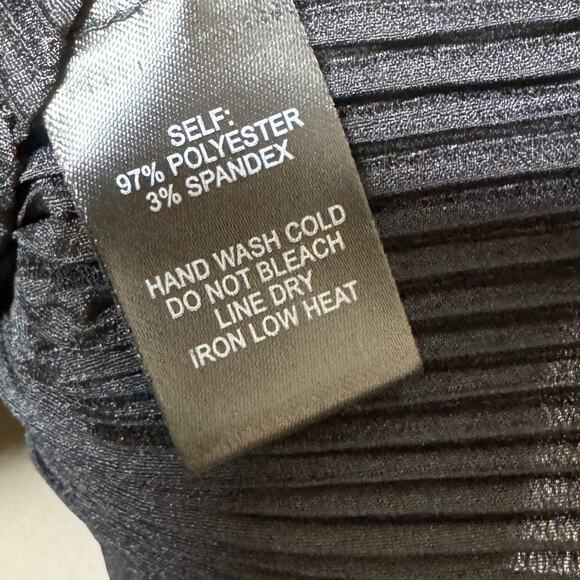 SELF:
97% POLYESTER
3% SPANDEX
HAND WASH COLD
DO NOT BLEACH
LINE DRY
IRON LOW HEAT